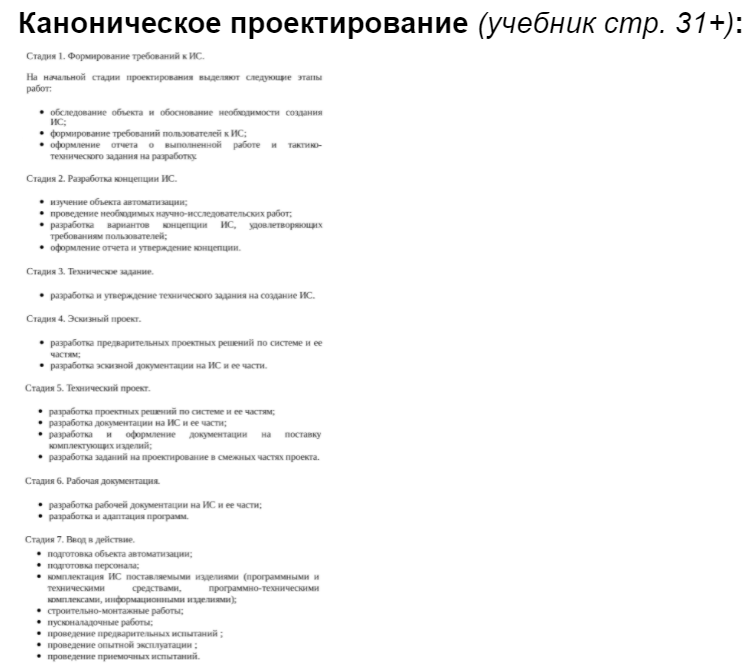 Каноническое проектирование (учебник стр. 31+):
Стадия 1. Формирование требований к ИС.
На начальной стадии проектирования выделяют следующие этапы
работ:
• обследование объекта и обоснование необходимости создания
ИС;
• формирование требований пользователей к ИС;
• оформление отчета о выполненной работе и тактико-
технического задания на разработку.
Стадия 2. Разработка концепции ИС.
• изучение объекта автоматизации;
• проведение необходимых научно-исследовательских работ;
• разработка вариантов концепции ИС, удовлетворяющих
требованиям пользователей;
• оформление отчета и утверждение концепции.
Стадия 3. Техническое задание.
• разработка и утверждение технического задания на создание ИС.
Стадия 4. Эскизный проект.
• разработка предварительных проектных решений по системе и ее
частям;
• разработка эскизной документации на ИС и ее части.
Стадия 5. Технический проект.
• разработка проектных решений по системе и ее частям;
• разработка документации на ИС и ее части;
• разработка и оформление документации на поставку
комплектующих изделий;
• разработка заданий на проектирование в смежных частях проекта.
Стадия 6. Рабочая документация.
• разработка рабочей документации на ИС и ее части;
• разработка и адаптация программ.
Стадия 7. Ввод в действие.
• подготовка объекта автоматизации;
• подготовка персонала;
• комплектация ИС поставляемыми изделиями (программными и
техническими средствами, программно-техническими
комплексами, информационными изделиями);
• строительно-монтажные работы;
• пусконаладочные работы;
• проведение предварительных испытаний ;
• проведение опытной эксплуатации ;
• проведение приемочных испытаний.